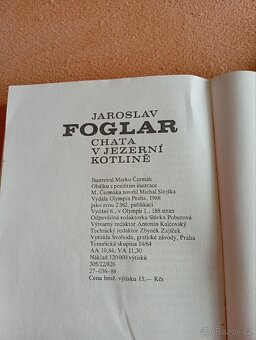 JAROSLAV
FOGLAR
CHATA
V JEZERNÍ
KOTLINĚ
Ilustroval Marko Čermák
Obálku s použitím ilustrace
M. Čermáka navrhl Michal Slejška
Vydala Olympia Praha, 1988
jako svou 2382. publikaci
Vydání 6., v Olympii 1., 188 stran
Odpovědná redaktorka Slávka Poberová
Výtvarný redaktor Antonín Kalcovský
Technický redaktor Zbyněk Zajíček
Vytiskla Svoboda, grafické závody, Praha
Tematická skupina 14/64
AA 10,84, VA 11,30
Náklad 120 000 výtisků
305/22/826
27—036—88
Cena brož. výtisku 15,— Kčs
sbazos.cz